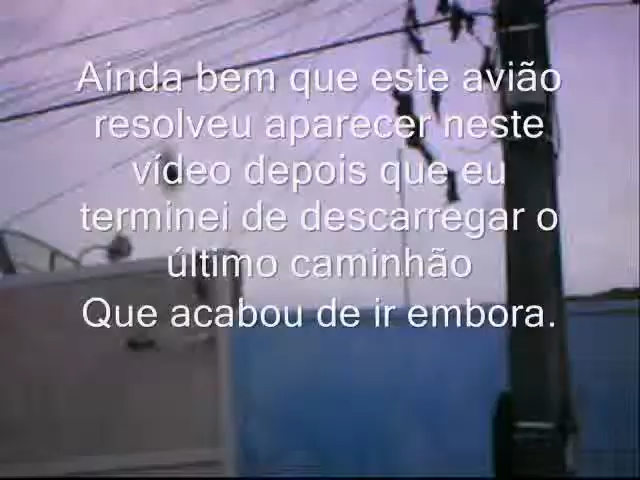 Ainda bem que este avião
resolveu aparecer neste
vídeo depois que eu
terminei de descarregar o
último caminhão
Que acabou de ir embora.